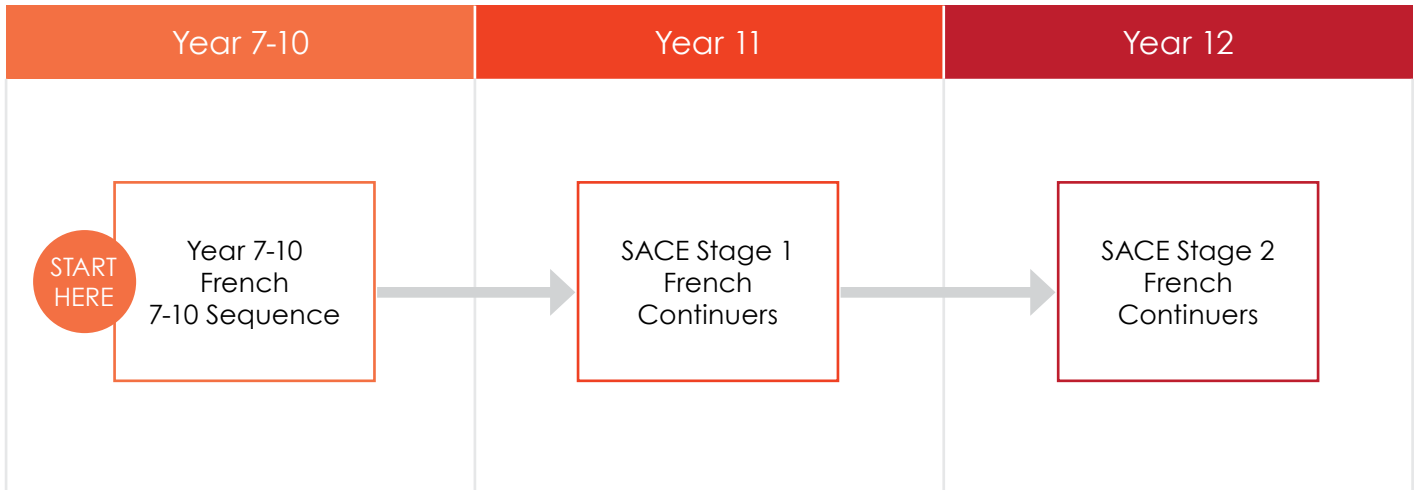 Year 7-10
Year 11
Year 12
START
HERE
Year 7-10
French
7-10 Sequence
SACE Stage 1
French
Continuers
SACE Stage 2
French
Continuers